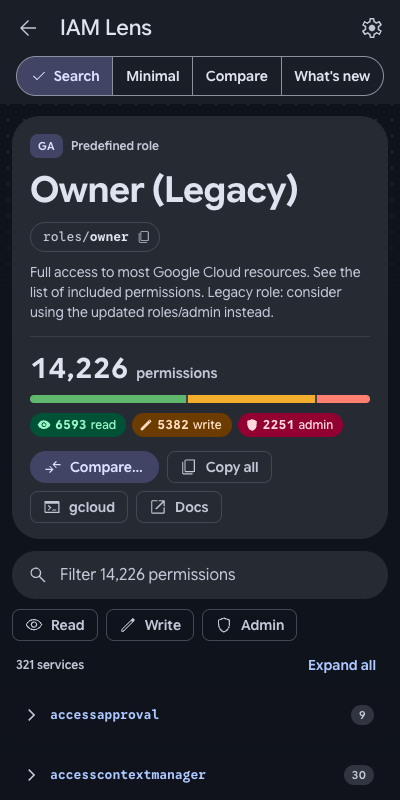 IAM Lens
Search
Minimal
Compare
What's new
GA
Predefined role
Owner (Legacy)
roles/owner
Full access to most Google Cloud resources. See the
list of included permissions. Legacy role: consider
using the updated roles/admin instead.
14,226 permissions
6593 read
5382 write
2251 admin
Compare...
Copy all
gcloud
Docs
Filter 14,226 permissions
Read
Write
Admin
321 services
Expand all
accessapproval
9
accesscontextmanager
30